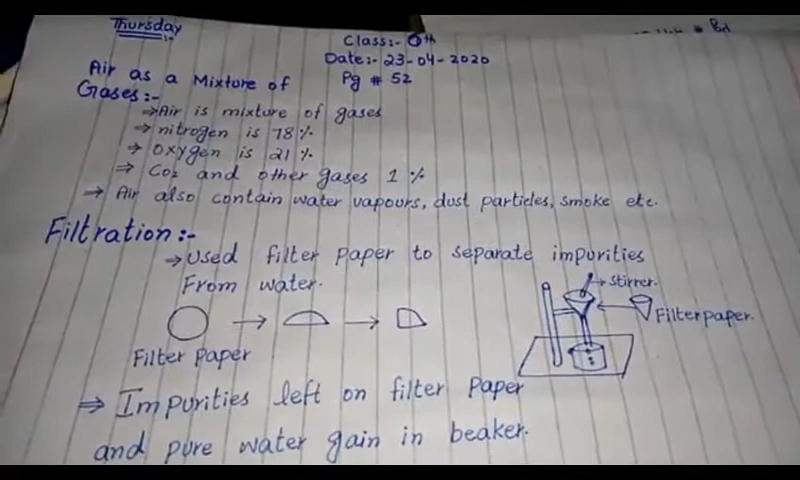 Thursday
Class:- 6th
Date:- 23-04-2020
Pg # 52
Air as a Mixture of
Gases:-
→ Air is mixture of gases
→ nitrogen is 78 %
→ oxygen is 21 %
⇒ CO2 and other gases 1 %
→ Air also contain water vapours, dust particles, smoke etc.
Filtration:-
→ Used filter paper to separate impurities
From water.
→ Stirrer.
Filter paper.
Filter paper
⇒ Impurities left on filter paper
and pure water gain in beaker.